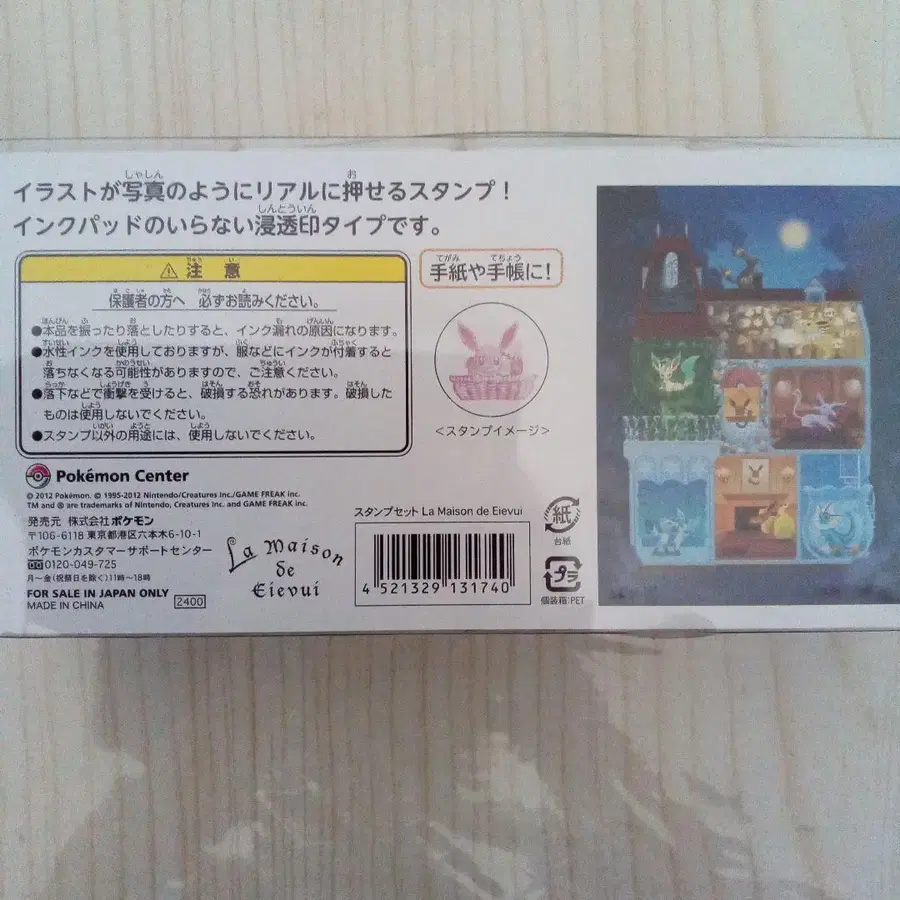 イラストが写真のようにリアルに押せるスタンプ！
インクパッドのいらない浸透印タイプです。
⚠注意
保護者の方へ 必ずお読みください。
●本品を振ったり落としたりすると、インク漏れの原因になります。
●水性インクを使用しておりますが、服などにインクが付着すると
落ちなくなる可能性がありますので、ご注意ください。
●落下などで衝撃を受けると、破損する恐れがあります。破損した
ものは使用しないでください。
●スタンプ以外の用途には、使用しないでください。
手紙や手帳に！
＜スタンプイメージ＞
Pokémon Center
© 2012 Pokémon. © 1995-2012 Nintendo/Creatures Inc./GAME FREAK inc.
TM and ® are trademarks of Nintendo, Creatures Inc. and GAME FREAK inc.
発売元 株式会社ポケモン
〒106-6118 東京都港区六本木6-10-1
ポケモンカスタマーサポートセンター
0120-049-725
月～金(祝祭日を除く)11時～18時
FOR SALE IN JAPAN ONLY
MADE IN CHINA
2400
La Maison
de
Eievui
スタンプセット La Maison de Eievui
4 521329 131740
紙
台紙
プラ
個装箱:PET